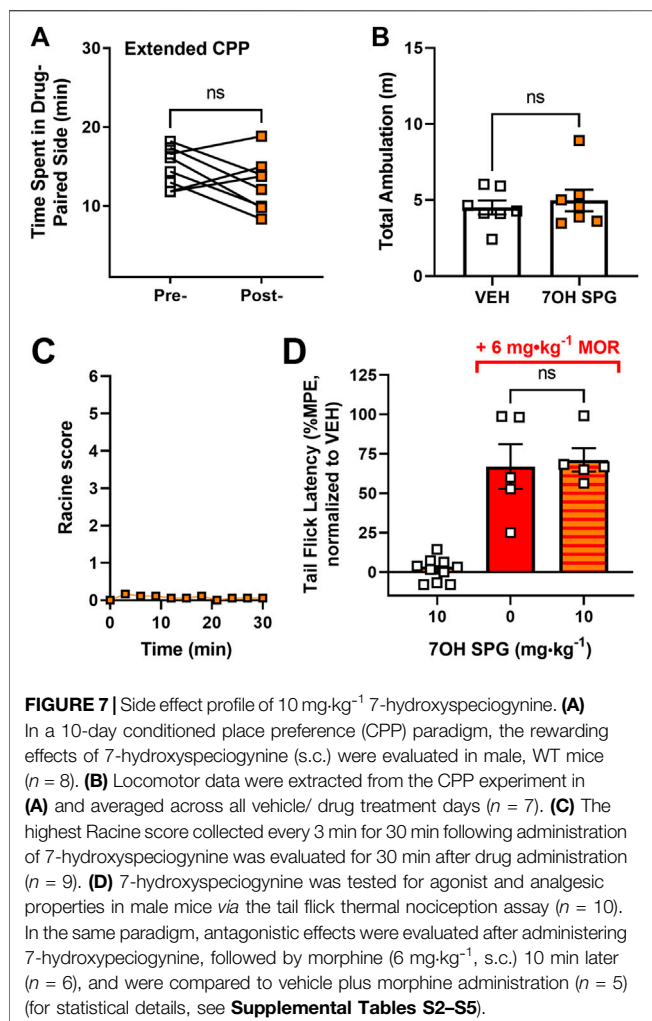 A
Extended CPP
ns
Time Spent in Drug-
Paired Side (min)
30
20
10
Pre-
Post-
B
ns
Total Ambulation (m)
15
10
5
0
VEH
7OH SPG
C
Racine score
6
5
4
3
2
1
0
0
10
20
30
Time (min)
D
+ 6 mg•kg-1 MOR
ns
Tail Flick Latency (%MPE,
normalized to VEH)
125
100
75
50
25
0
10
0
10
7OH SPG (mg•kg-1)
FIGURE 7 | Side effect profile of 10 mg·kg-1 7-hydroxyspeciogynine. (A)
In a 10-day conditioned place preference (CPP) paradigm, the rewarding
effects of 7-hydroxyspeciogynine (s.c.) were evaluated in male, WT mice
(n = 8). (B) Locomotor data were extracted from the CPP experiment in
(A) and averaged across all vehicle/ drug treatment days (n = 7). (C) The
highest Racine score collected every 3 min for 30 min following administration
of 7-hydroxyspeciogynine was evaluated for 30 min after drug administration
(n = 9). (D) 7-hydroxyspeciogynine was tested for agonist and analgesic
properties in male mice via the tail flick thermal nociception assay (n = 10).
In the same paradigm, antagonistic effects were evaluated after administering
7-hydroxypeciogynine, followed by morphine (6 mg·kg-1, s.c.) 10 min later
(n = 6), and were compared to vehicle plus morphine administration (n = 5)
(for statistical details, see Supplemental Tables S2–S5).